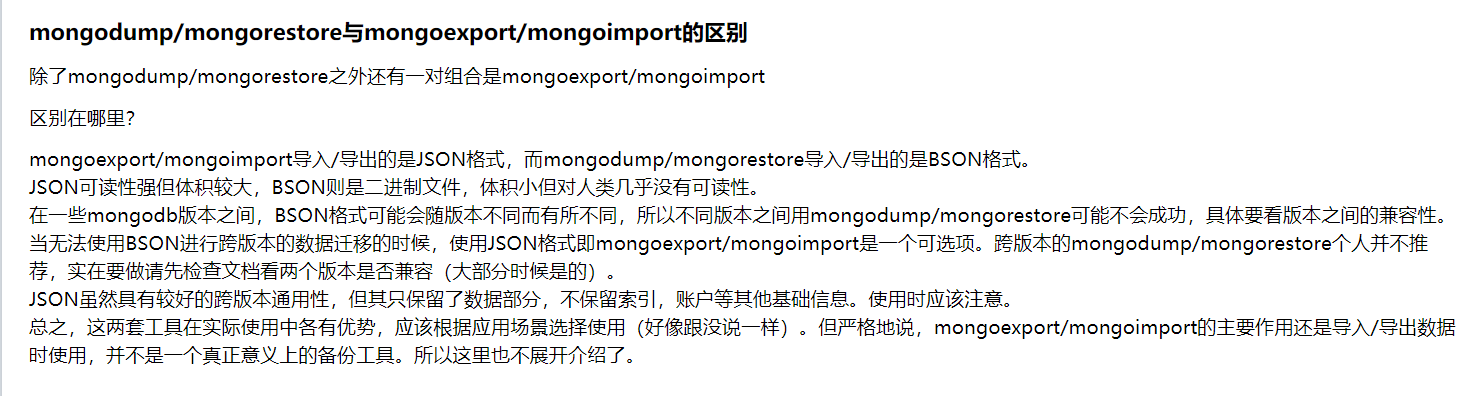 mongodump/mongorestore与mongoexport/mongoimport的区别
除了mongodump/mongorestore之外还有一对组合是mongoexport/mongoimport
区别在哪里？
mongoexport/mongoimport导入/导出的是JSON格式，而mongodump/mongorestore导入/导出的是BSON格式。
JSON可读性强但体积较大，BSON则是二进制文件，体积小但对人类几乎没有可读性。
在一些mongodb版本之间，BSON格式可能会随版本不同而有所不同，所以不同版本之间用mongodump/mongorestore可能不会成功，具体要看版本之间的兼容性。
当无法使用BSON进行跨版本的数据迁移的时候，使用JSON格式即mongoexport/mongoimport是一个可选项。跨版本的mongodump/mongorestore个人并不推
荐，实在要做请先检查文档看两个版本是否兼容（大部分时候是的）。
JSON虽然具有较好的跨版本通用性，但其只保留了数据部分，不保留索引，账户等其他基础信息。使用时应该注意。
总之，这两套工具在实际使用中各有优势，应该根据应用场景选择使用（好像跟没说一样）。但严格地说，mongoexport/mongoimport的主要作用还是导入/导出数据
时使用，并不是一个真正意义上的备份工具。所以这里也不展开介绍了。